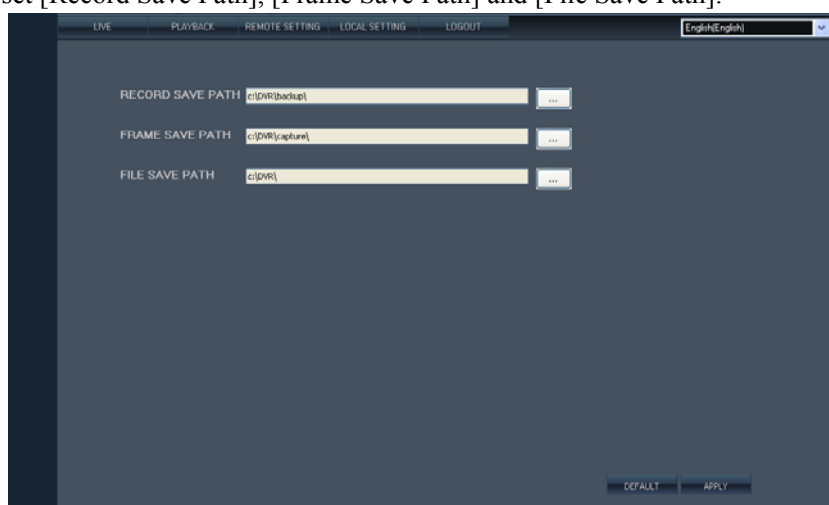 set [Record Save Path], [Frame Save Path] and [File Save Path].
LIVE PLAYBACK REMOTE SETTING LOCAL SETTING LOGOUT English(English)
RECORD SAVE PATH c:\DVR\backup\ ...
FRAME SAVE PATH c:\DVR\capture\ ...
FILE SAVE PATH c:\DVR\ ...
DEFAULT APPLY